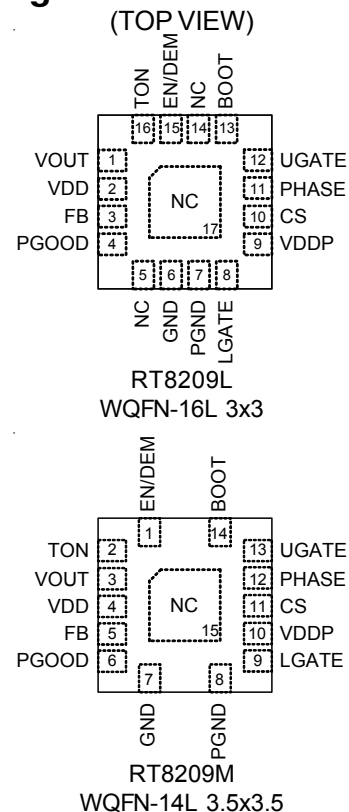 g
(TOP VIEW)
TON
EN/DEM
NC
BOOT
16 15 14 13
VOUT 1 12 UGATE
VDD 2 11 PHASE
NC
FB 3 10 CS
17
PGOOD 4 9 VDDP
5 6 7 8
NC
GND
PGND
LGATE
RT8209L
WQFN-16L 3x3
EN/DEM
BOOT
1 14
TON 2 13 UGATE
VOUT 3 12 PHASE
VDD 4 NC 11 CS
FB 5 15 10 VDDP
PGOOD 6 9 LGATE
7 8
GND
PGND
RT8209M
WQFN-14L 3.5x3.5